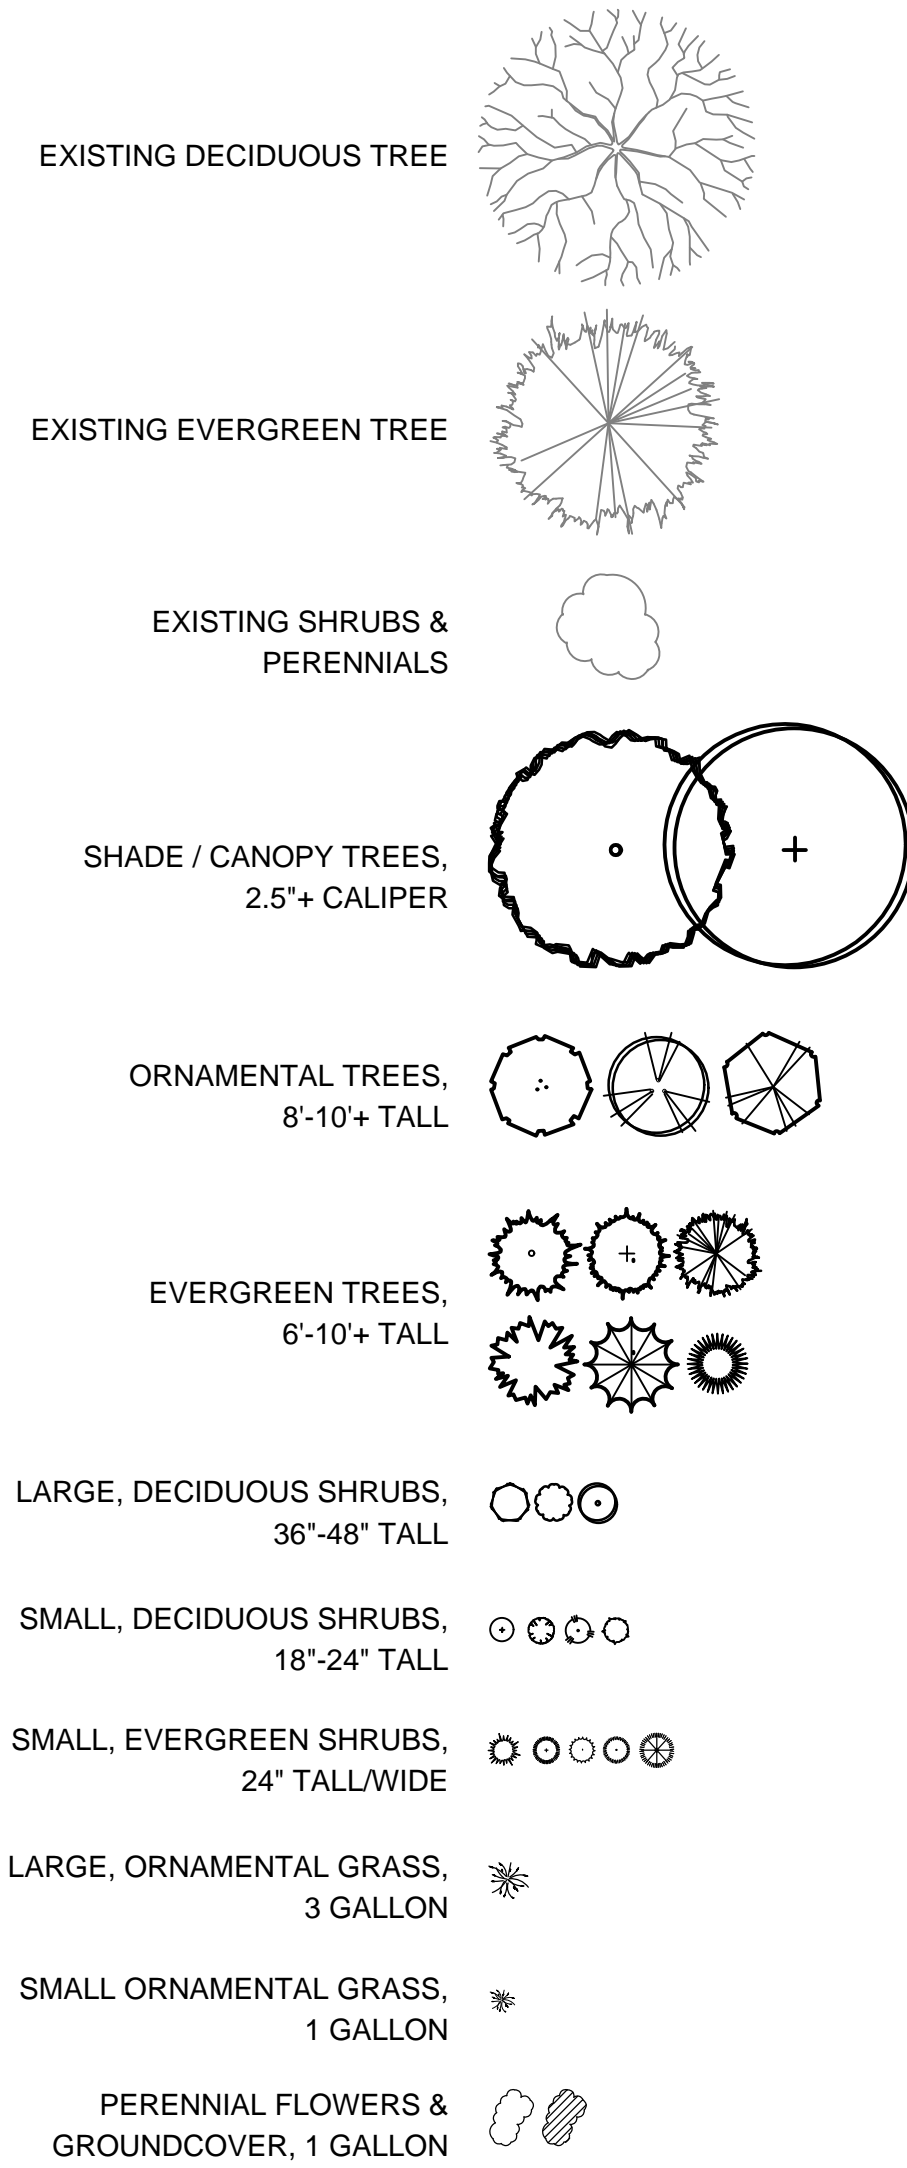 EXISTING DECIDUOUS TREE
EXISTING EVERGREEN TREE
EXISTING SHRUBS &
PERENNIALS
SHADE / CANOPY TREES,
2.5"+ CALIPER
ORNAMENTAL TREES,
8'-10'+ TALL
EVERGREEN TREES,
6'-10'+ TALL
LARGE, DECIDUOUS SHRUBS,
36"-48" TALL
SMALL, DECIDUOUS SHRUBS,
18"-24" TALL
SMALL, EVERGREEN SHRUBS,
24" TALL/WIDE
LARGE, ORNAMENTAL GRASS,
3 GALLON
SMALL ORNAMENTAL GRASS,
1 GALLON
PERENNIAL FLOWERS &
GROUNDCOVER, 1 GALLON